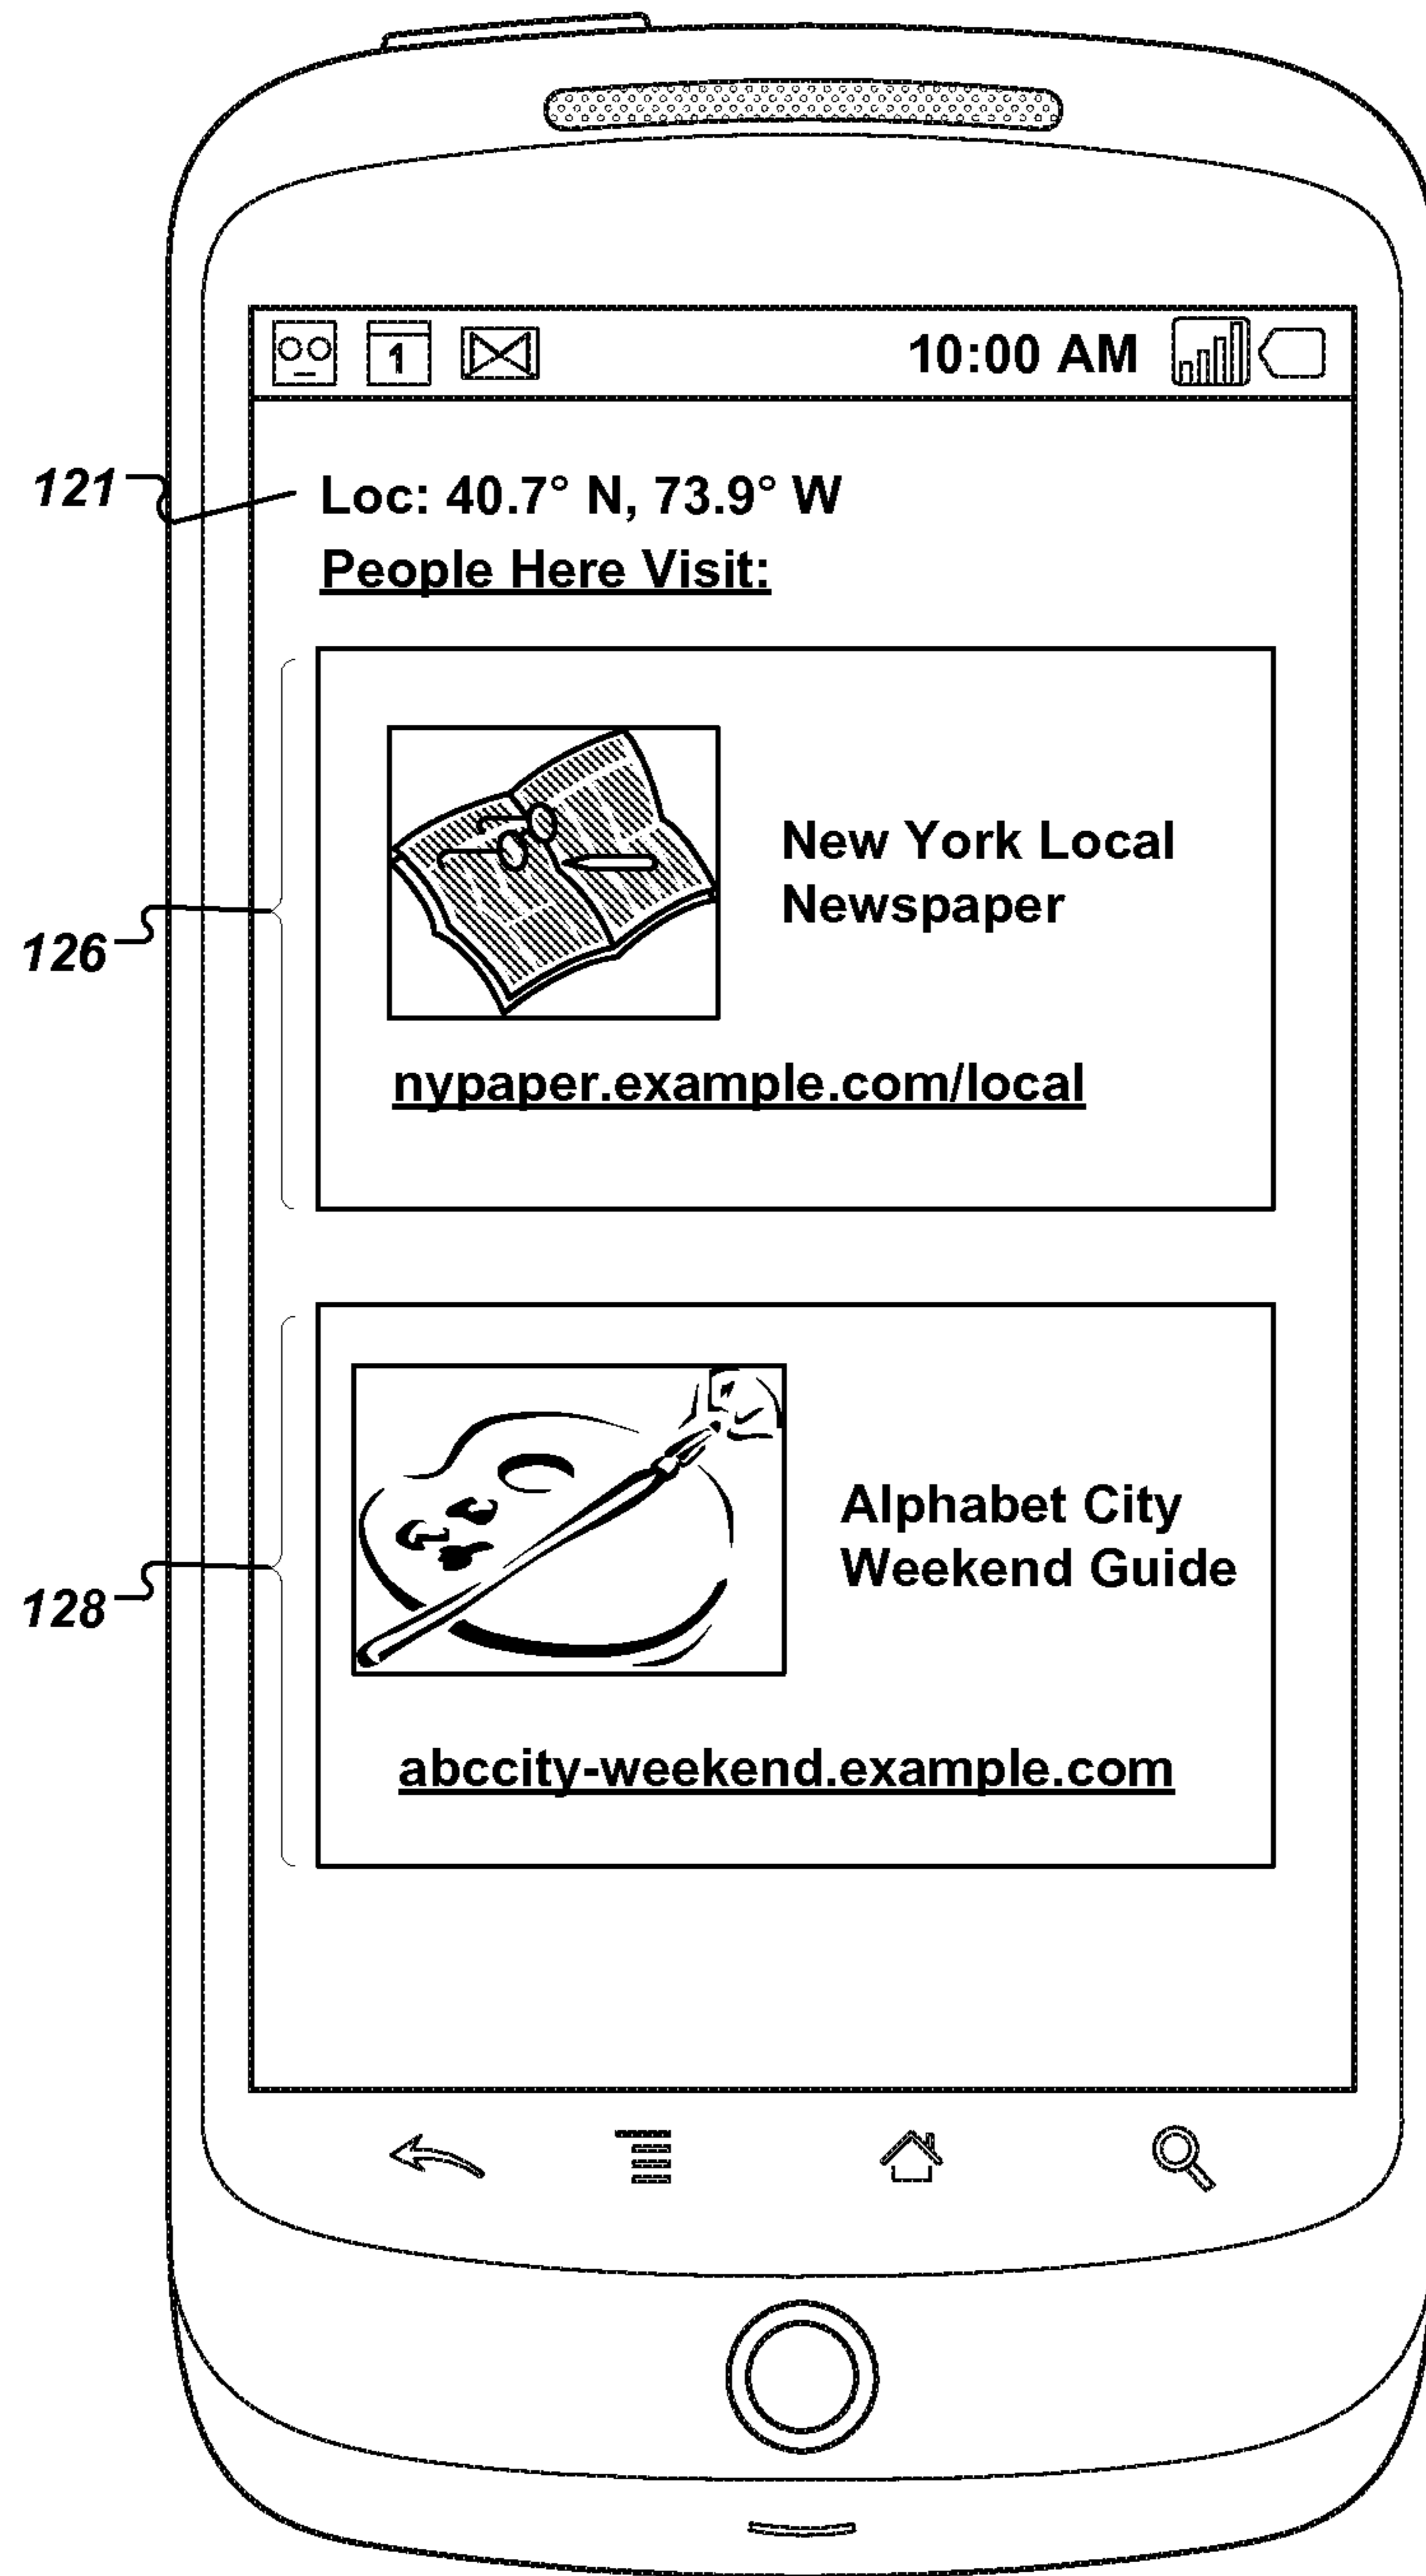 1
10:00 AM
121
Loc: 40.7° N, 73.9° W
People Here Visit:
126
New York Local
Newspaper
nypaper.example.com/local
128
Alphabet City
Weekend Guide
abccity-weekend.example.com